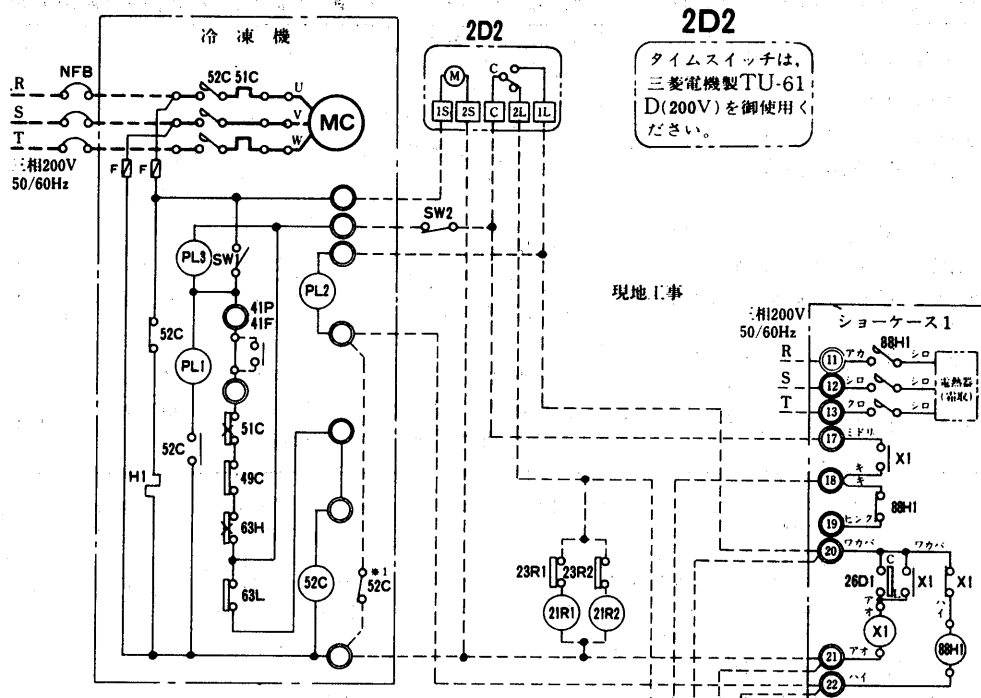 冷凍機
2D2
2D2
タイムスイッチは、
三菱電機製TU-61
D(200V)を御使用く
ださい。
NFB
52C 51C
R
S
T
U
V
W
MC
三相200V
50/60Hz
F F
M
C
1S 2S C 2L 1L
SW2
PL3
SW1
PL2
41P
41F
52C
PL1
51C
52C
49C
H1
63H
52C
63L
※1
52C
現地工事
23R1 23R2
21R1 21R2
三相200V
50/60Hz
ショーケース1
R 11 アカ 88H1 シロ
S 12 シロ シロ
T 13 クロ シロ
電熱器
(霜取)
17 ミドリ
X1
18 キ
キ
88H1
19 ピンク
20 ワカバ ワカバ
26D1 C L X1 X1
アオ
ハイ
X1
88H1
21 アオ
22 ハイ